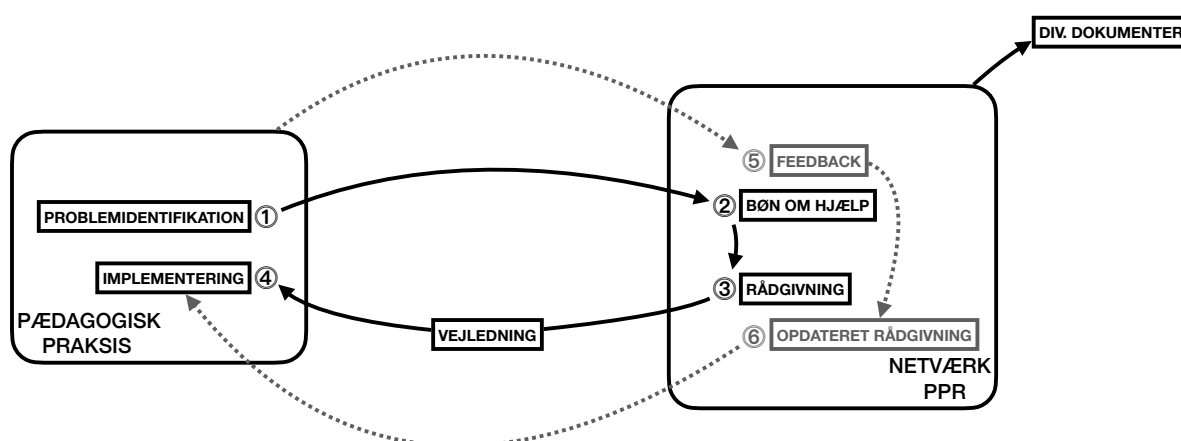 DIV. DOKUMENTER
⑤ FEEDBACK
PROBLEMIDENTIFIKATION ①
② BØN OM HJÆLP
IMPLEMENTERING ④
③ RÅDGIVNING
PÆDAGOGISK
PRAKSIS
VEJLEDNING
⑥ OPDATERET RÅDGIVNING
NETVÆRK
PPR